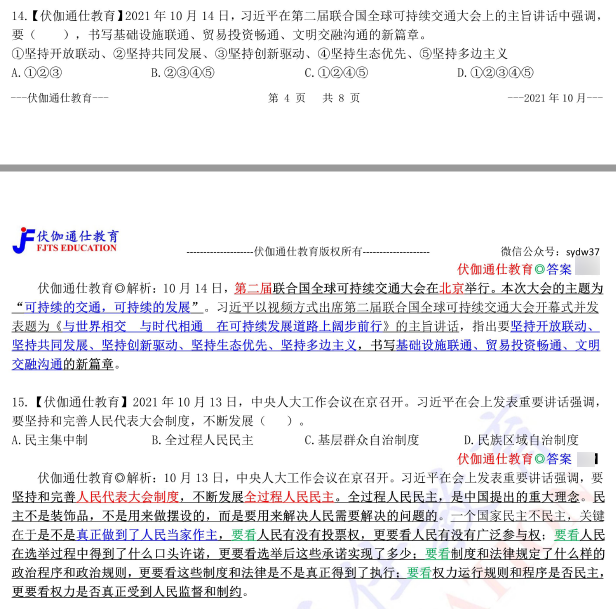 14.【伏伽通仕教育】2021 年 10 月 14 日，习近平在第二届联合国全球可持续交通大会上的主旨讲话中强调，
要（　　），书写基础设施联通、贸易投资畅通、文明交融沟通的新篇章。
①坚持开放联动、②坚持共同发展、③坚持创新驱动、④坚持生态优先、⑤坚持多边主义
A.①②③ B.②③④⑤ C.①②④⑤ D.①②③④⑤
---伏伽通仕教育--- 第 4 页 共 8 页 ---2021 年 10 月---
伏伽通仕教育
FJTS EDUCATION
--------------------伏伽通仕教育版权所有-------------------- 微信公众号：sydw37
伏伽通仕教育◎答案
伏伽通仕教育◎解析：10 月 14 日，第二届联合国全球可持续交通大会在北京举行。本次大会的主题为
“可持续的交通，可持续的发展”。习近平以视频方式出席第二届联合国全球可持续交通大会开幕式并发
表题为《与世界相交　与时代相通　在可持续发展道路上阔步前行》的主旨讲话，指出要坚持开放联动、
坚持共同发展、坚持创新驱动、坚持生态优先、坚持多边主义，书写基础设施联通、贸易投资畅通、文明
交融沟通的新篇章。
15.【伏伽通仕教育】2021 年 10 月 13 日，中央人大工作会议在京召开。习近平在会上发表重要讲话强调，
要坚持和完善人民代表大会制度，不断发展（　　）。
A.民主集中制 B.全过程人民民主 C.基层群众自治制度 D.民族区域自治制度
伏伽通仕教育◎答案
伏伽通仕教育◎解析：10 月 13 日，中央人大工作会议在京召开。习近平在会上发表重要讲话强调，要
坚持和完善人民代表大会制度，不断发展全过程人民民主。全过程人民民主，是中国提出的重大理念。民
主不是装饰品，不是用来做摆设的，而是要用来解决人民需要解决的问题的。一个国家民主不民主，关键
在于是不是真正做到了人民当家作主，要看人民有没有投票权，更要看人民有没有广泛参与权；要看人民
在选举过程中得到了什么口头许诺，更要看选举后这些承诺实现了多少；要看制度和法律规定了什么样的
政治程序和政治规则，更要看这些制度和法律是不是真正得到了执行；要看权力运行规则和程序是否民主，
更要看权力是否真正受到人民监督和制约。